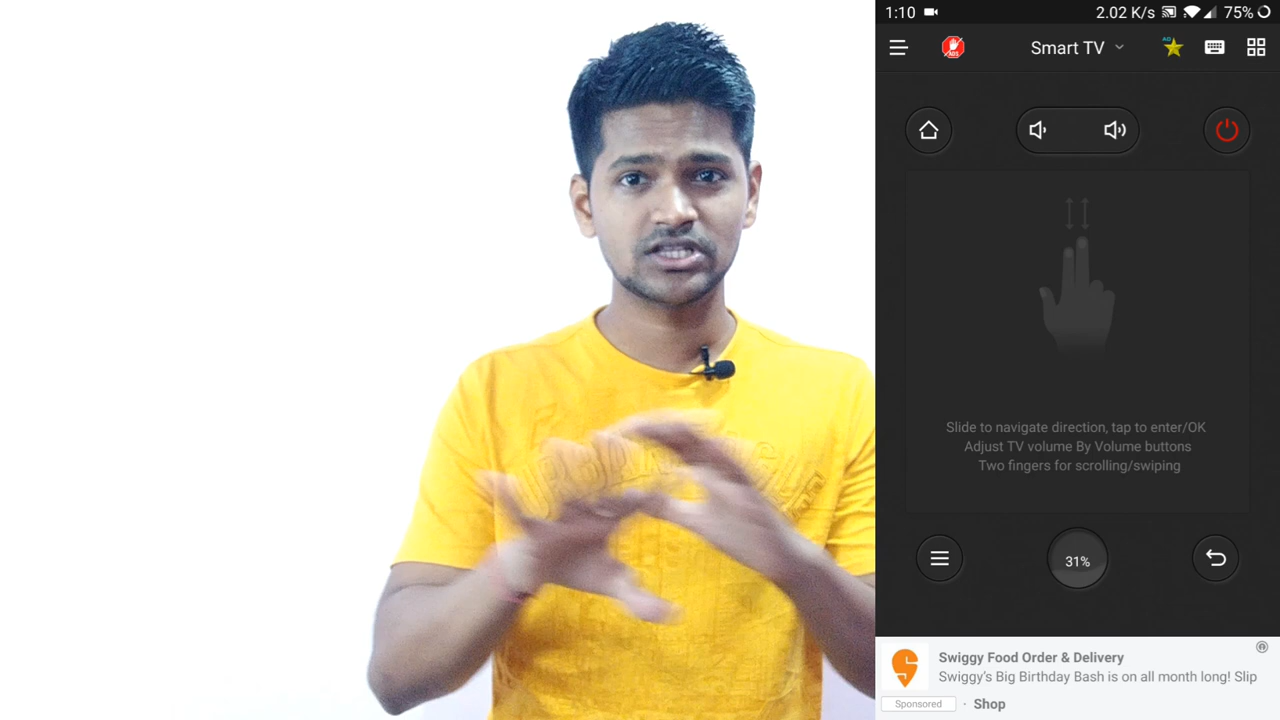 1:10
2.02 K/s
75%
ADS
Smart TV
AD
Slide to navigate direction, tap to enter/OK
Adjust TV volume By Volume buttons
Two fingers for scrolling/swiping
31%
Swiggy Food Order & Delivery
Swiggy's Big Birthday Bash is on all month long! Slip
Sponsored - Shop